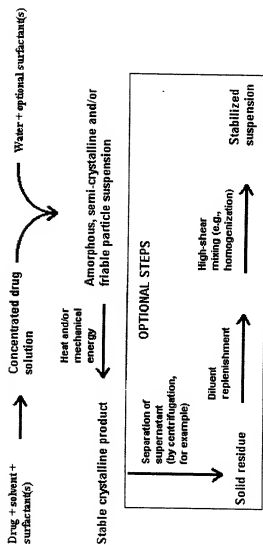 Drug + solvent +
surfactant(s)
Concentrated drug
solution
Water + optional surfactant(s)
Amorphous, semi-crystalline and/or
friable particle suspension
Heat and/or
mechanical
energy
Stable crystalline product
OPTIONAL STEPS
Separation of
supernatant
(by centrifugation,
for example)
Solid residue
Diluent
replenishment
High-shear
mixing (e.g.,
homogenization)
Stabilized
suspension